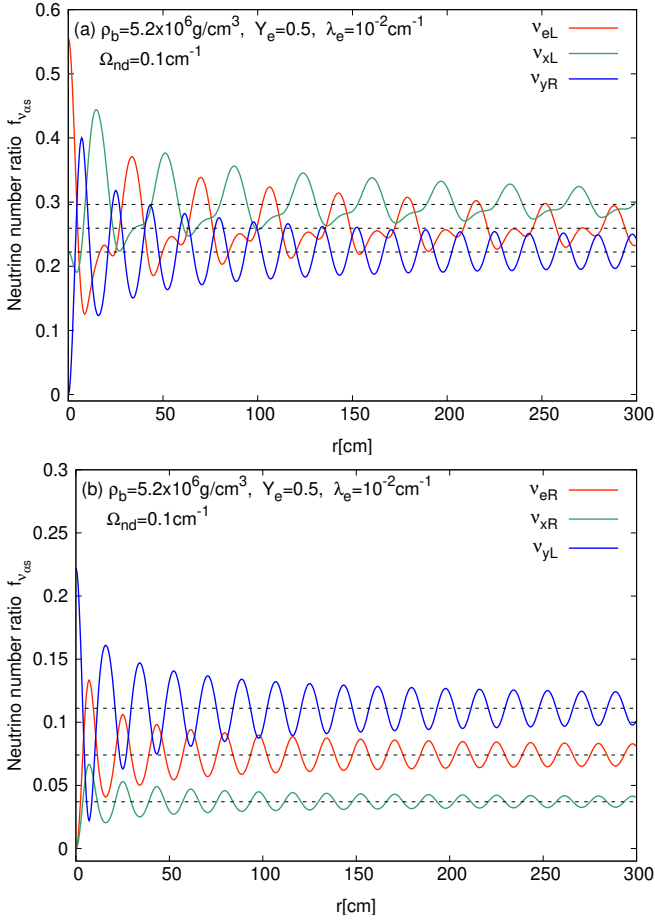 (a) ρb=5.2x10⁶g/cm³, Ye=0.5, λe=10⁻²cm⁻¹
Ωnd=0.1cm⁻¹
νeL
νxL
νyR
Neutrino number ratio fναs
0.6
0.5
0.4
0.3
0.2
0.1
0
0 50 100 150 200 250 300
r[cm]
(b) ρb=5.2x10⁶g/cm³, Ye=0.5, λe=10⁻²cm⁻¹
Ωnd=0.1cm⁻¹
νeR
νxR
νyL
Neutrino number ratio fναs
0.3
0.25
0.2
0.15
0.1
0.05
0
0 50 100 150 200 250 300
r[cm]